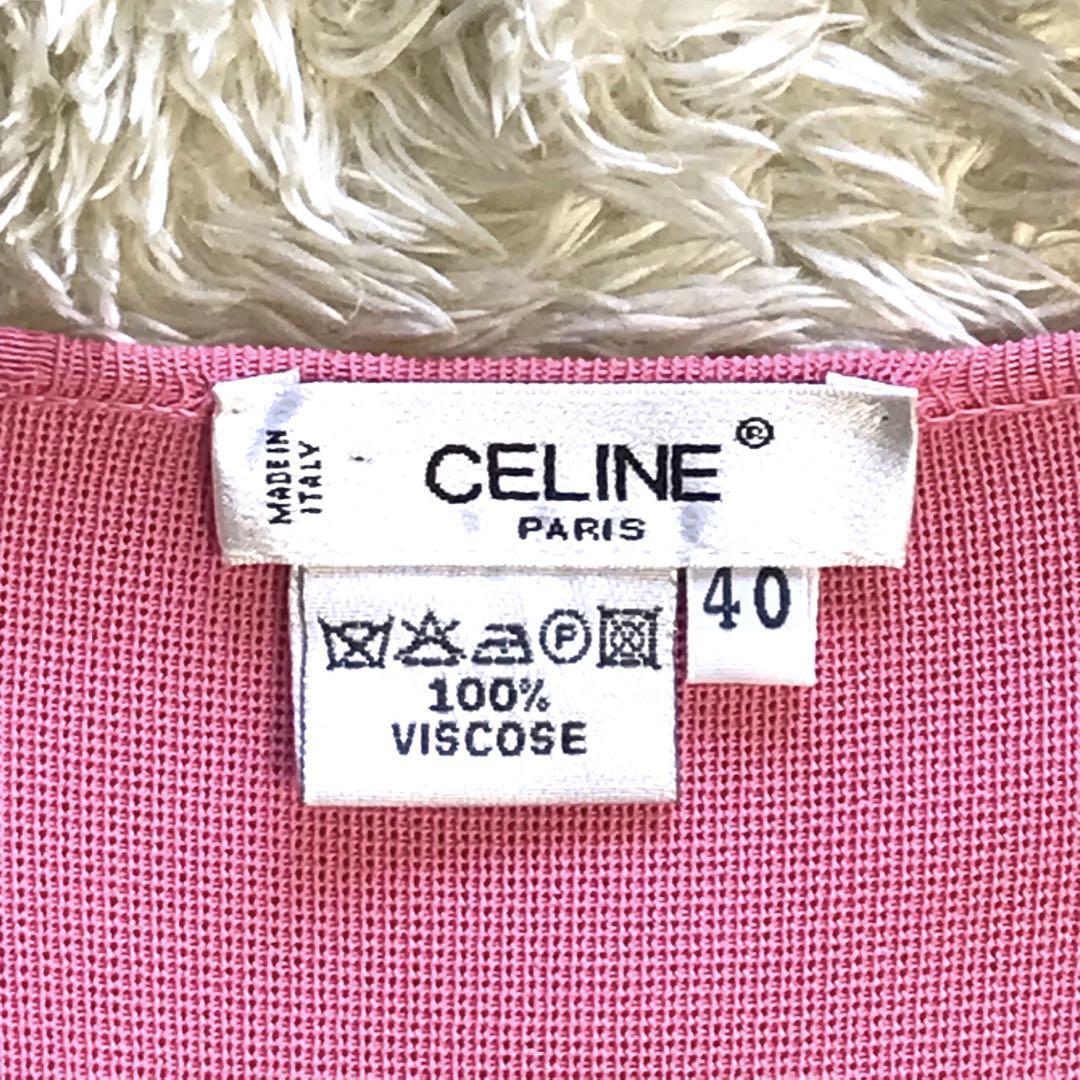 MADE IN
ITALY
CELINE®
PARIS
40
P
100%
VISCOSE